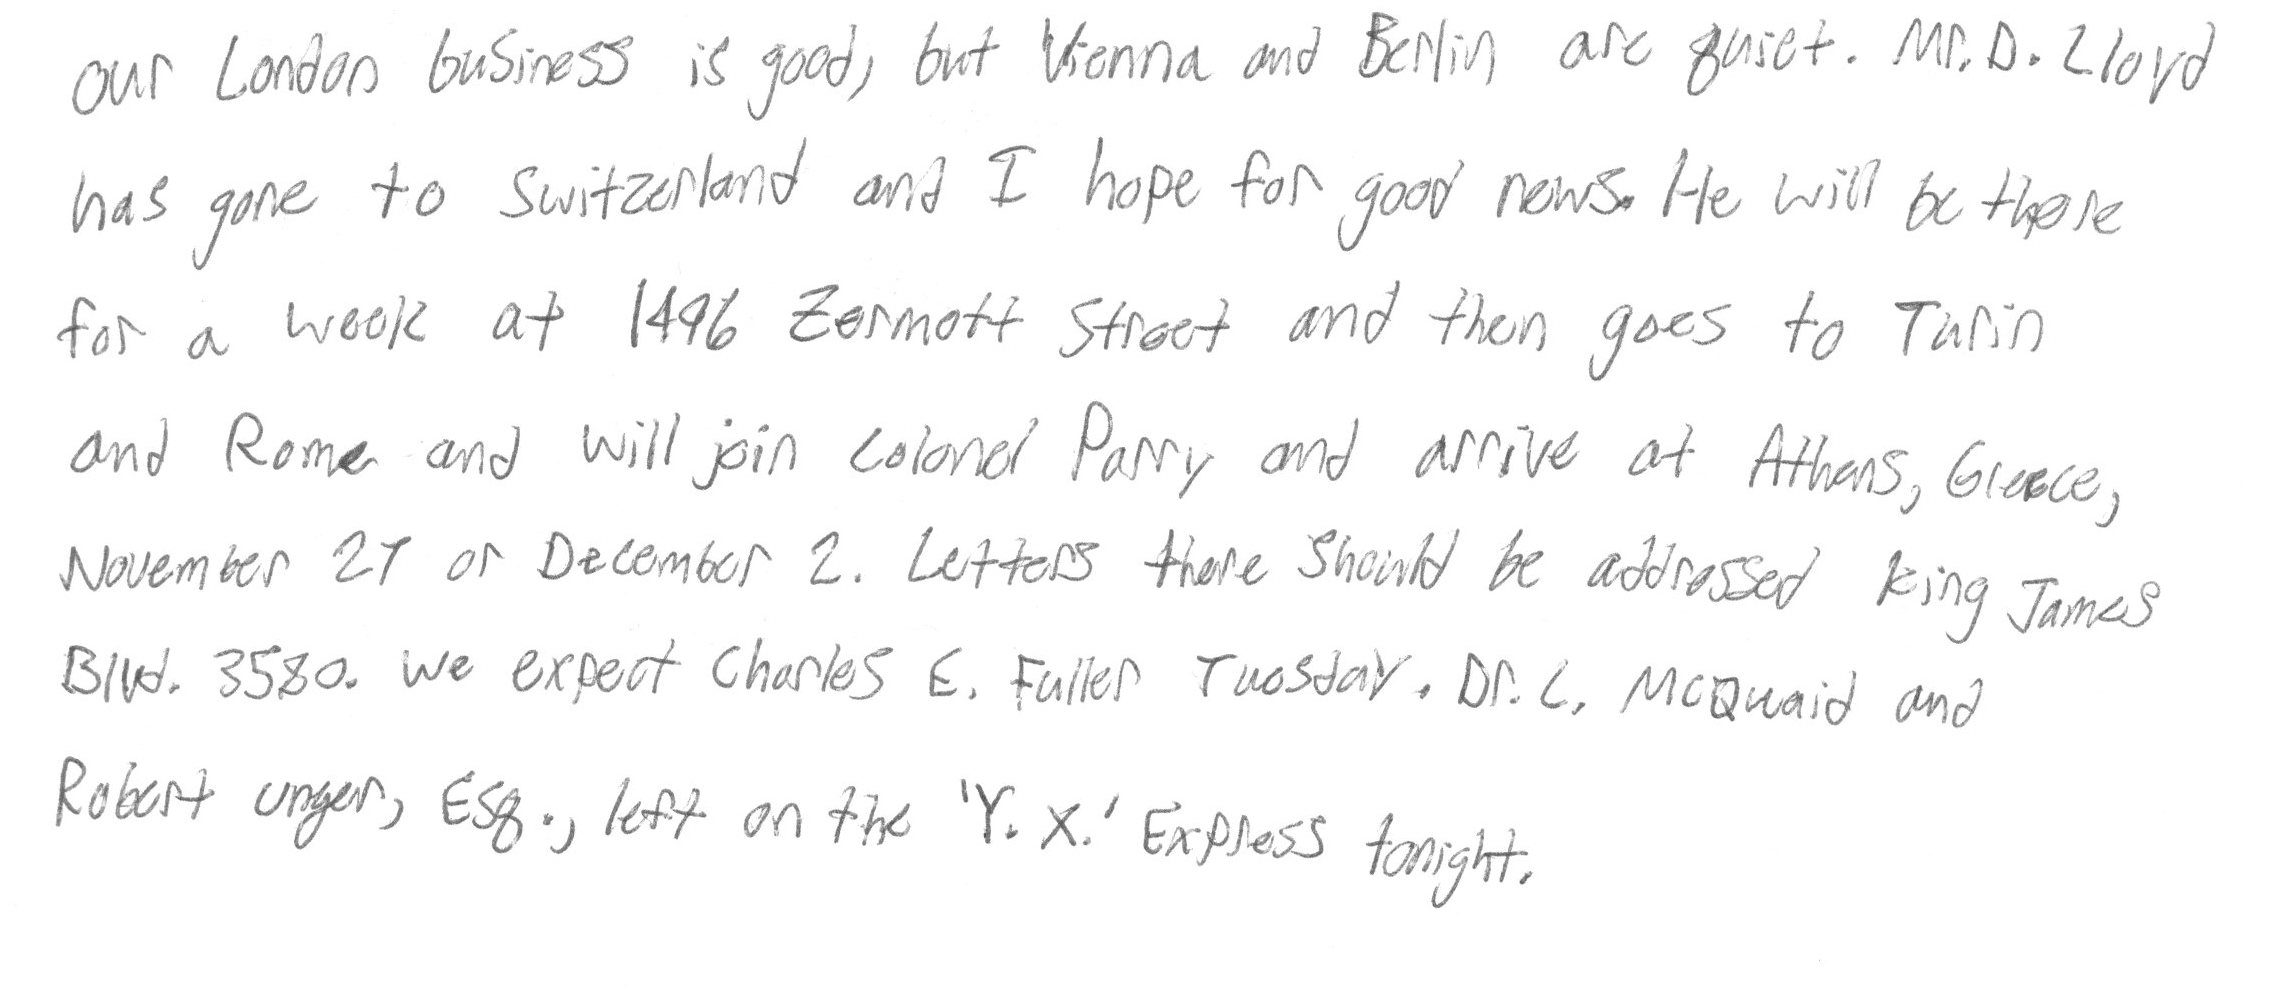 our London business is good, but Vienna and Berlin are quiet. Mr. D. Lloyd
has gone to Switzerland and I hope for good news. He will be there
for a week at 1496 Zermott Street and then goes to Turin
and Rome and will join Colonel Parry and arrive at Athens, Greece,
November 27 or December 2. Letters there should be addressed King James
Blvd. 3580. We expect Charles E. Fuller Tuesday. Dr. L. McQuaid and
Robert Unger, Esq., left on the 'Y. X.' Express tonight.